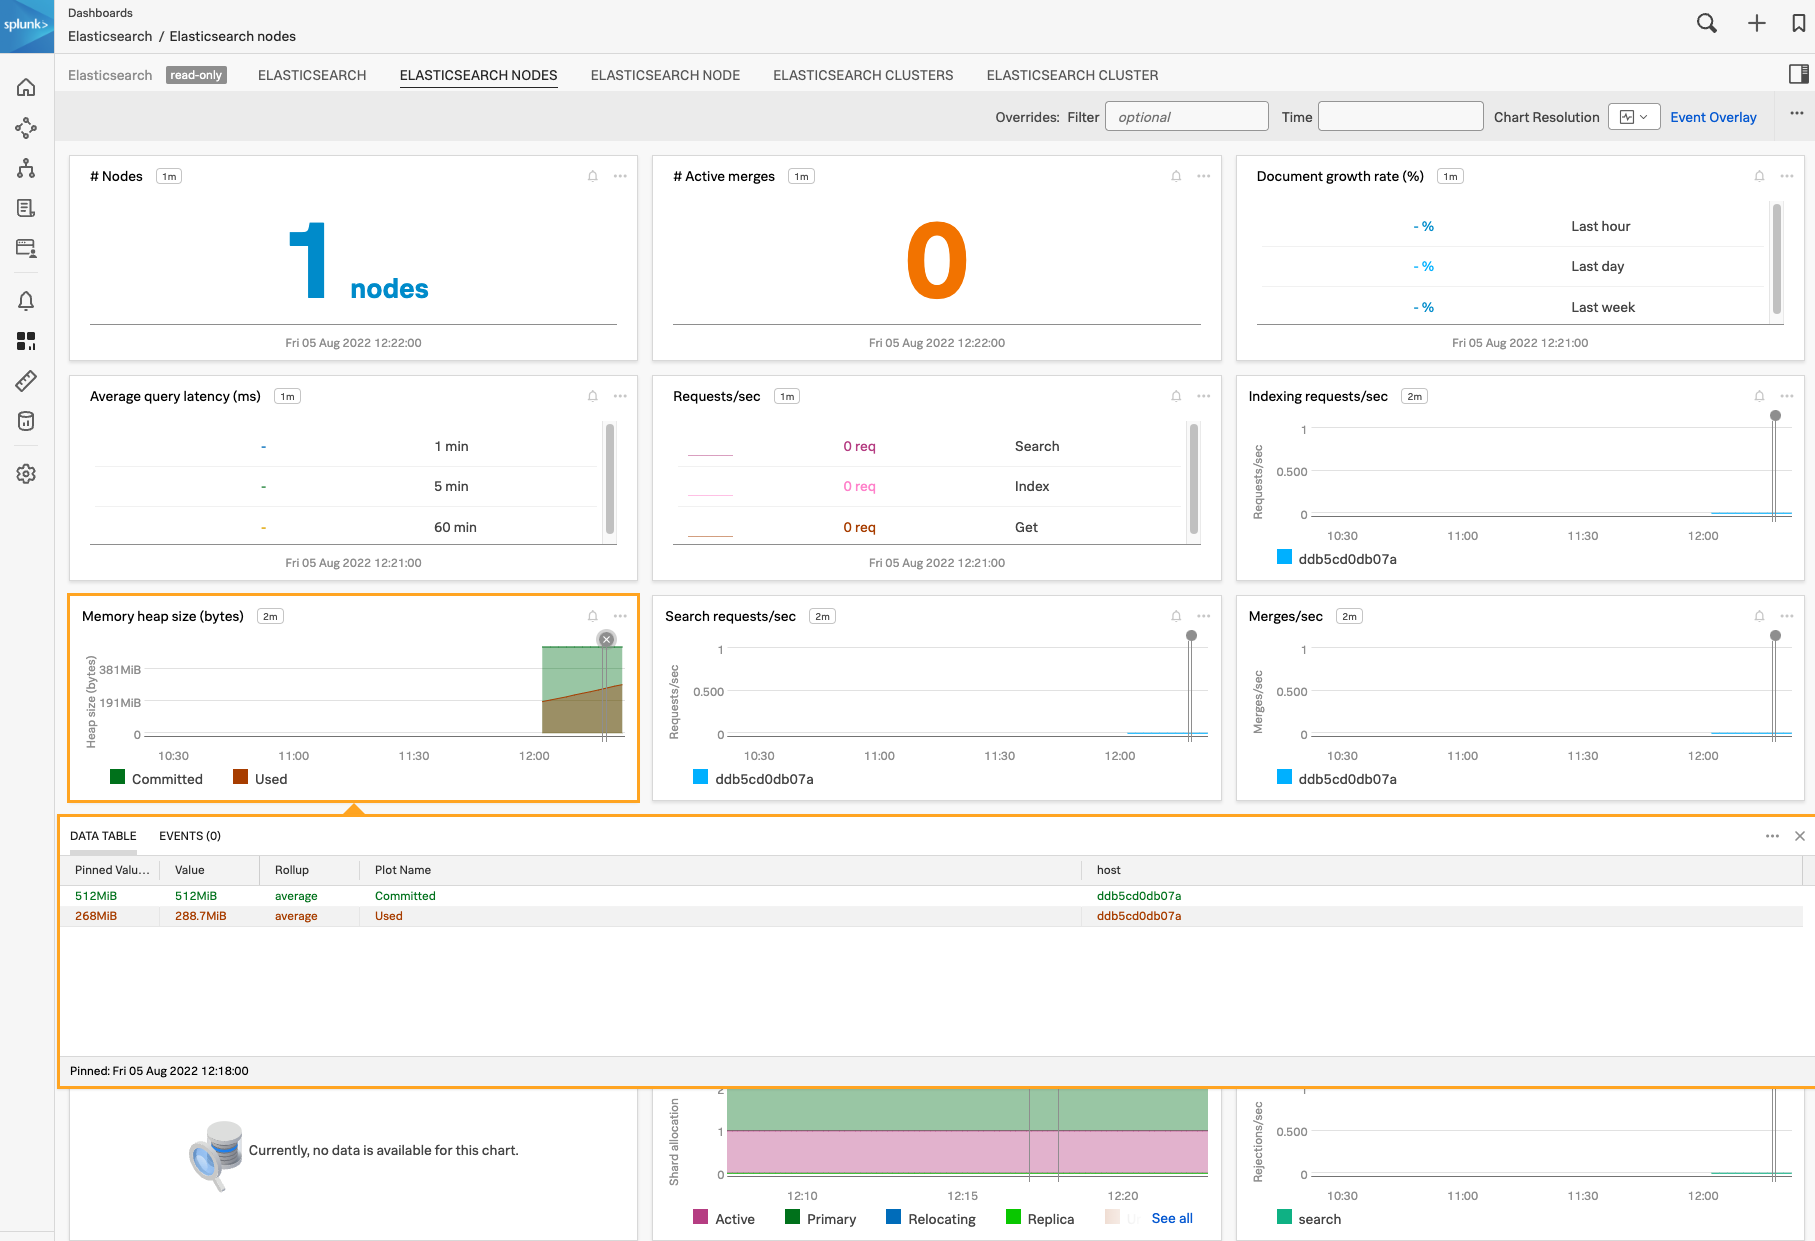 splunk>
Dashboards
Elasticsearch / Elasticsearch nodes
Elasticsearch read-only ELASTICSEARCH ELASTICSEARCH NODES ELASTICSEARCH NODE ELASTICSEARCH CLUSTERS ELASTICSEARCH CLUSTER
Overrides: Filter optional Time Chart Resolution Event Overlay
# Nodes 1m
1 nodes
Fri 05 Aug 2022 12:22:00
# Active merges 1m
0
Fri 05 Aug 2022 12:22:00
Document growth rate (%) 1m
- % Last hour
- % Last day
- % Last week
Fri 05 Aug 2022 12:21:00
Average query latency (ms) 1m
- 1 min
- 5 min
- 60 min
Fri 05 Aug 2022 12:21:00
Requests/sec 1m
0 req Search
0 req Index
0 req Get
Fri 05 Aug 2022 12:21:00
Indexing requests/sec 2m
Requests/sec
1
0.500
0
10:30 11:00 11:30 12:00
ddb5cd0db07a
Memory heap size (bytes) 2m
Heap size (bytes)
381MiB
191MiB
0
10:30 11:00 11:30 12:00
Committed Used
Search requests/sec 2m
Requests/sec
1
0.500
0
10:30 11:00 11:30 12:00
ddb5cd0db07a
Merges/sec 2m
Merges/sec
1
0.500
0
10:30 11:00 11:30 12:00
ddb5cd0db07a
DATA TABLE EVENTS (0)
Pinned Valu... Value Rollup Plot Name host
512MiB 512MiB average Committed ddb5cd0db07a
268MiB 288.7MiB average Used ddb5cd0db07a
Pinned: Fri 05 Aug 2022 12:18:00
Currently, no data is available for this chart.
Shard allocation
2
1
0
12:10 12:15 12:20
Active Primary Relocating Replica See all
Rejections/sec
1
0.500
0
10:30 11:00 11:30 12:00
search